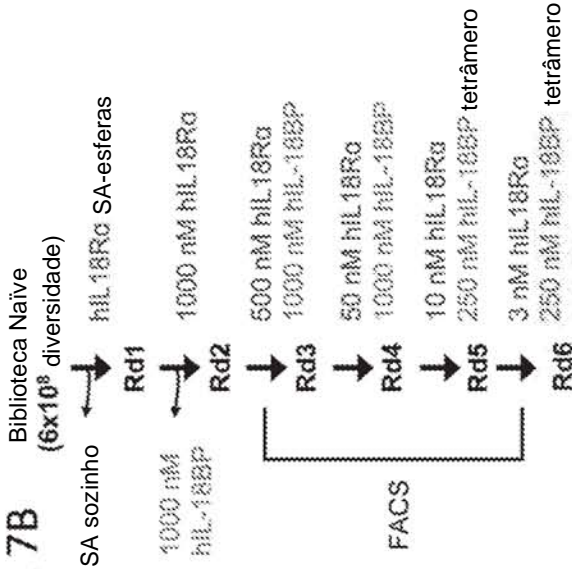 7B
Biblioteca Naïve
(6x10⁸ diversidade)
SA sozinho
hIL18Rα SA-esferas
Rd1
1000 nM
hIL-18BP
1000 nM hIL18Rα
Rd2
500 nM hIL18Rα
1000 nM hIL-18BP
Rd3
50 nM hIL18Rα
1000 nM hIL-18BP
Rd4
10 nM hIL18Rα
250 nM hIL-18BP tetrâmero
Rd5
3 nM hIL18Rα
250 nM hIL-18BP tetrâmero
Rd6
FACS